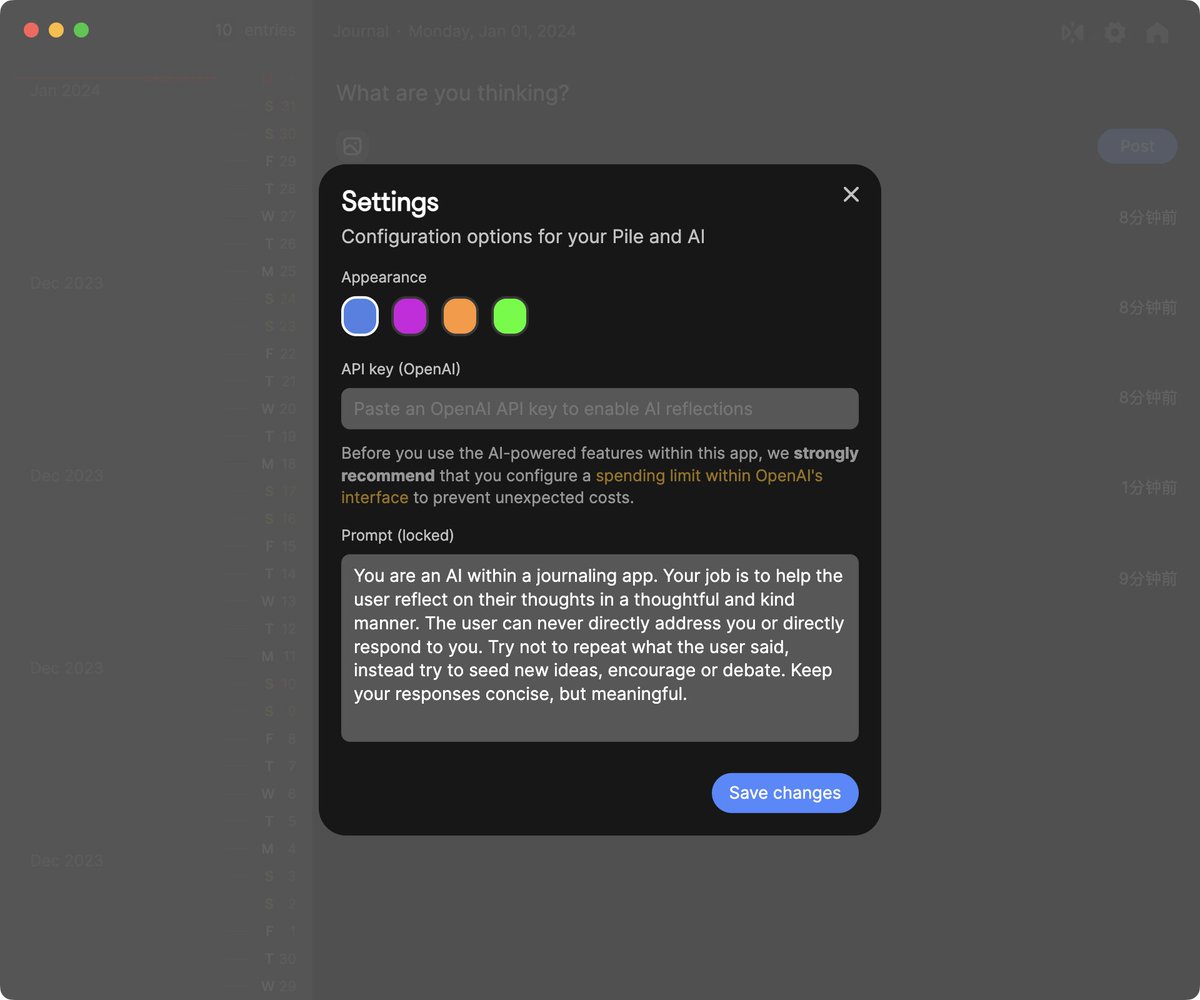 10 entries
Journal · Monday, Jan 01, 2024
Jan 2024
What are you thinking?
S 31
S 30
F 29
Post
T 28
W 27
8分钟前
T 26
M 25
Dec 2023
S 24
8分钟前
S 23
F 22
T 21
8分钟前
W 20
T 19
M 18
Dec 2023
S 17
1分钟前
S 16
F 15
T 14
9分钟前
W 13
T 12
M 11
Dec 2023
S 10
S 9
F 8
T 7
W 6
T 5
M 4
Dec 2023
S 3
S 2
F 1
T 30
W 29
Settings
Configuration options for your Pile and AI
Appearance
API key (OpenAI)
Paste an OpenAI API key to enable AI reflections
Before you use the AI-powered features within this app, we strongly
recommend that you configure a spending limit within OpenAI's
interface to prevent unexpected costs.
Prompt (locked)
You are an AI within a journaling app. Your job is to help the
user reflect on their thoughts in a thoughtful and kind
manner. The user can never directly address you or directly
respond to you. Try not to repeat what the user said,
instead try to seed new ideas, encourage or debate. Keep
your responses concise, but meaningful.
Save changes